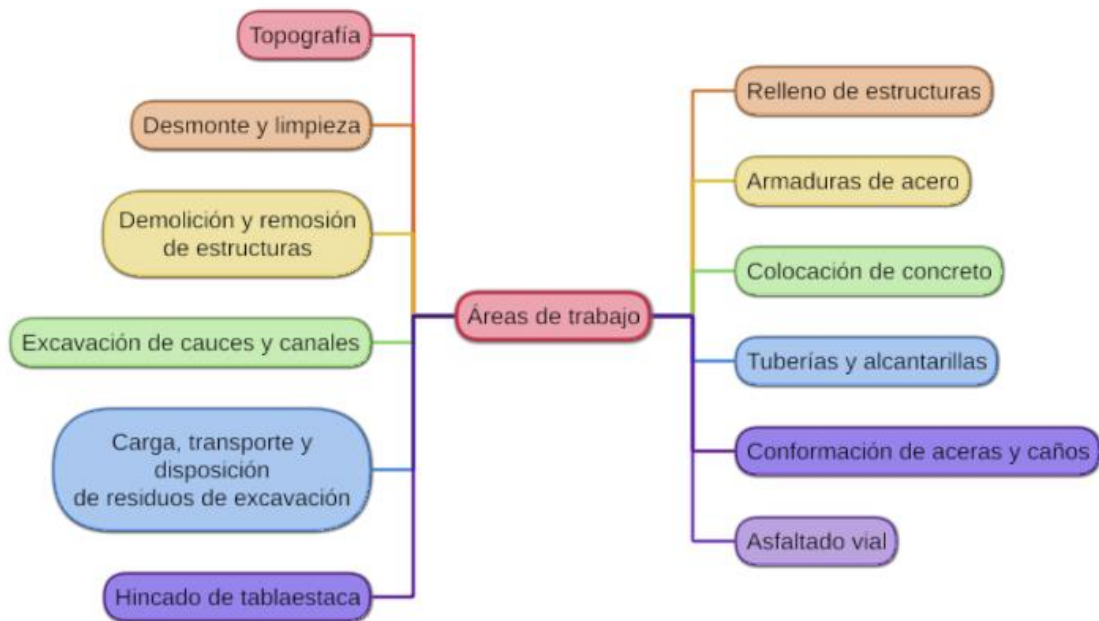 Topografía
Desmonte y limpieza
Demolición y remosión
de estructuras
Excavación de cauces y canales
Carga, transporte y
disposición
de residuos de excavación
Hincado de tablaestaca
Áreas de trabajo
Relleno de estructuras
Armaduras de acero
Colocación de concreto
Tuberías y alcantarillas
Conformación de aceras y caños
Asfaltado vial